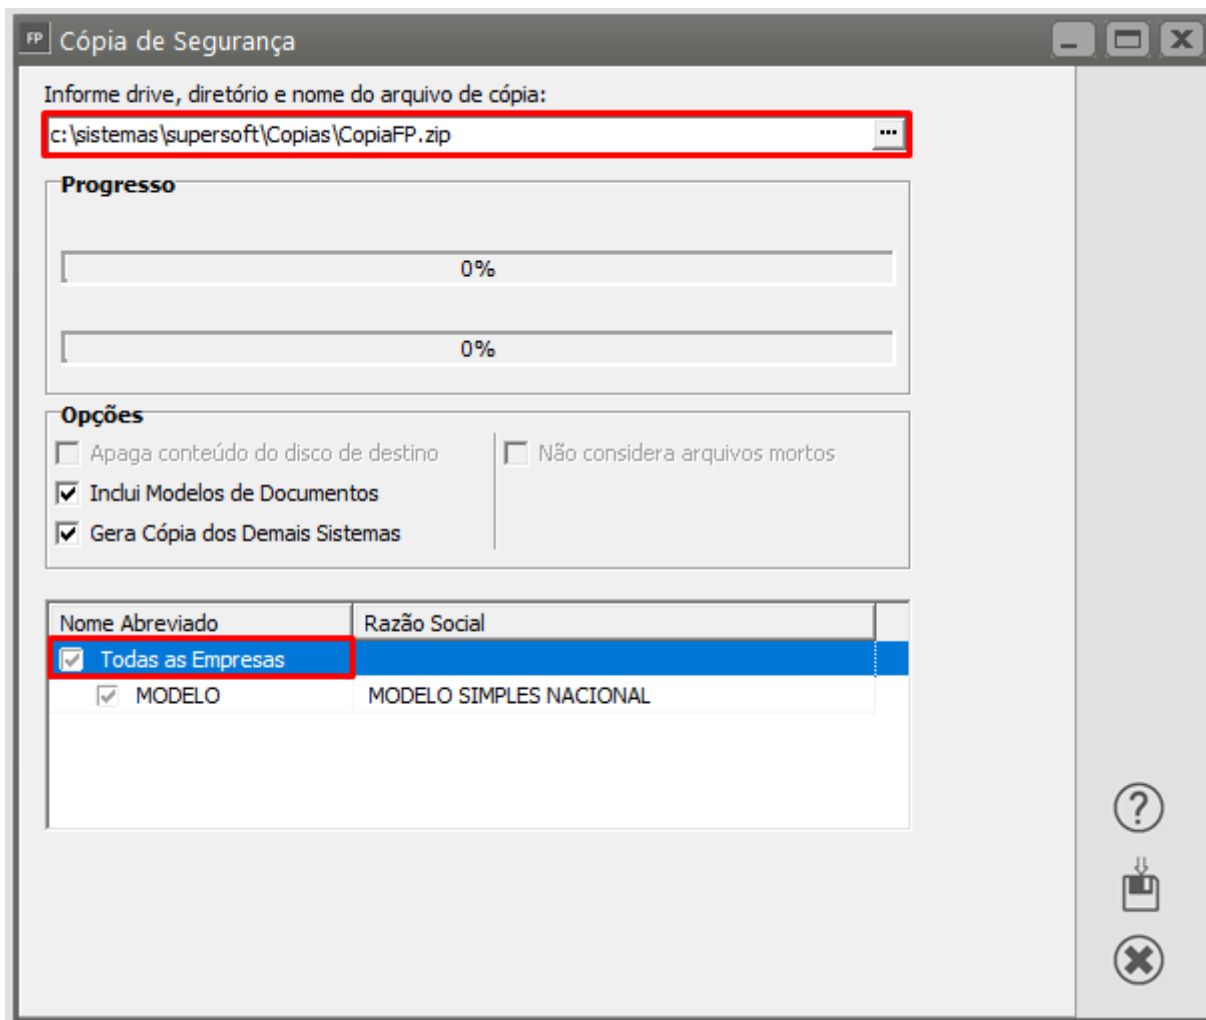 FP Cópia de Segurança
Informe drive, diretório e nome do arquivo de cópia:
c:\sistemas\supersoft\Copias\CopiaFP.zip ...
Progresso
0%
0%
Opções
Apaga conteúdo do disco de destino
Não considera arquivos mortos
Inclui Modelos de Documentos
Gera Cópia dos Demais Sistemas
Nome Abreviado Razão Social
Todas as Empresas
MODELO MODELO SIMPLES NACIONAL